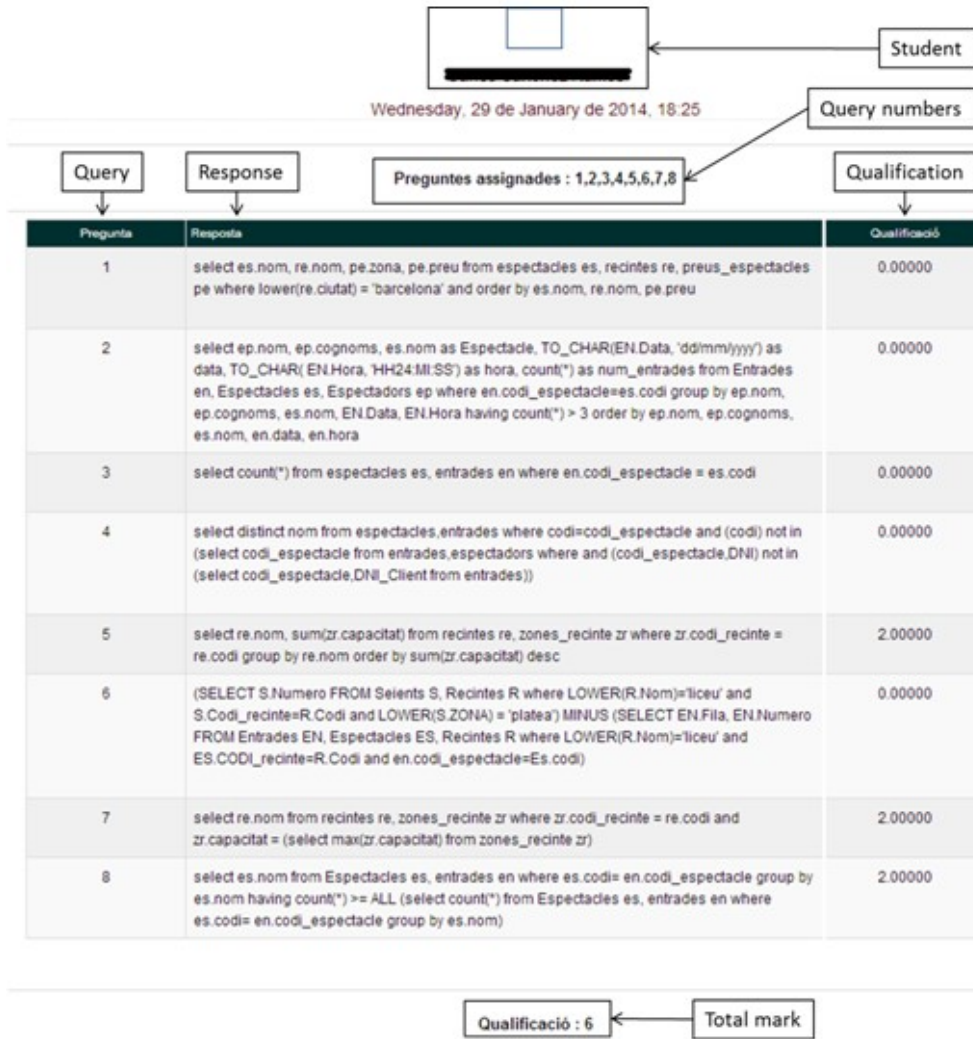 Student
Wednesday, 29 de January de 2014, 18:25
Query numbers
Query
Response
Preguntes assignades : 1,2,3,4,5,6,7,8
Qualification
Pregunta
Resposta
Qualificació
1
select es.nom, re.nom, pe.zona, pe.preu from espectacles es, recintes re, preus_espectacles
pe where lower(re.ciutat) = 'barcelona' and order by es.nom, re.nom, pe.preu
0.00000
2
select ep.nom, ep.cognoms, es.nom as Espectacle, TO_CHAR(EN.Data, 'dd/mm/yyyy') as
data, TO_CHAR( EN.Hora, 'HH24:MI:SS') as hora, count(*) as num_entrades from Entrades
en, Espectacles es, Espectadors ep where en.codi_espectacle=es.codi group by ep.nom,
ep.cognoms, es.nom, EN.Data, EN.Hora having count(*) > 3 order by ep.nom, ep.cognoms,
es.nom, en.data, en.hora
0.00000
3
select count(*) from espectacles es, entrades en where en.codi_espectacle = es.codi
0.00000
4
select distinct nom from espectacles,entrades where codi=codi_espectacle and (codi) not in
(select codi_espectacle from entrades,espectadors where and (codi_espectacle,DNI) not in
(select codi_espectacle,DNI_Client from entrades))
0.00000
5
select re.nom, sum(zr.capacitat) from recintes re, zones_recinte zr where zr.codi_recinte =
re.codi group by re.nom order by sum(zr.capacitat) desc
2.00000
6
(SELECT S.Numero FROM Seients S, Recintes R where LOWER(R.Nom)='liceu' and
S.Codi_recinte=R.Codi and LOWER(S.ZONA) = 'platea') MINUS (SELECT EN.Fila, EN.Numero
FROM Entrades EN, Espectacles ES, Recintes R where LOWER(R.Nom)='liceu' and
ES.CODI_recinte=R.Codi and en.codi_espectacle=Es.codi)
0.00000
7
select re.nom from recintes re, zones_recinte zr where zr.codi_recinte = re.codi and
zr.capacitat = (select max(zr.capacitat) from zones_recinte zr)
2.00000
8
select es.nom from Espectacles es, entrades en where es.codi= en.codi_espectacle group by
es.nom having count(*) >= ALL (select count(*) from Espectacles es, entrades en where
es.codi= en.codi_espectacle group by es.nom)
2.00000
Qualificació : 6
Total mark